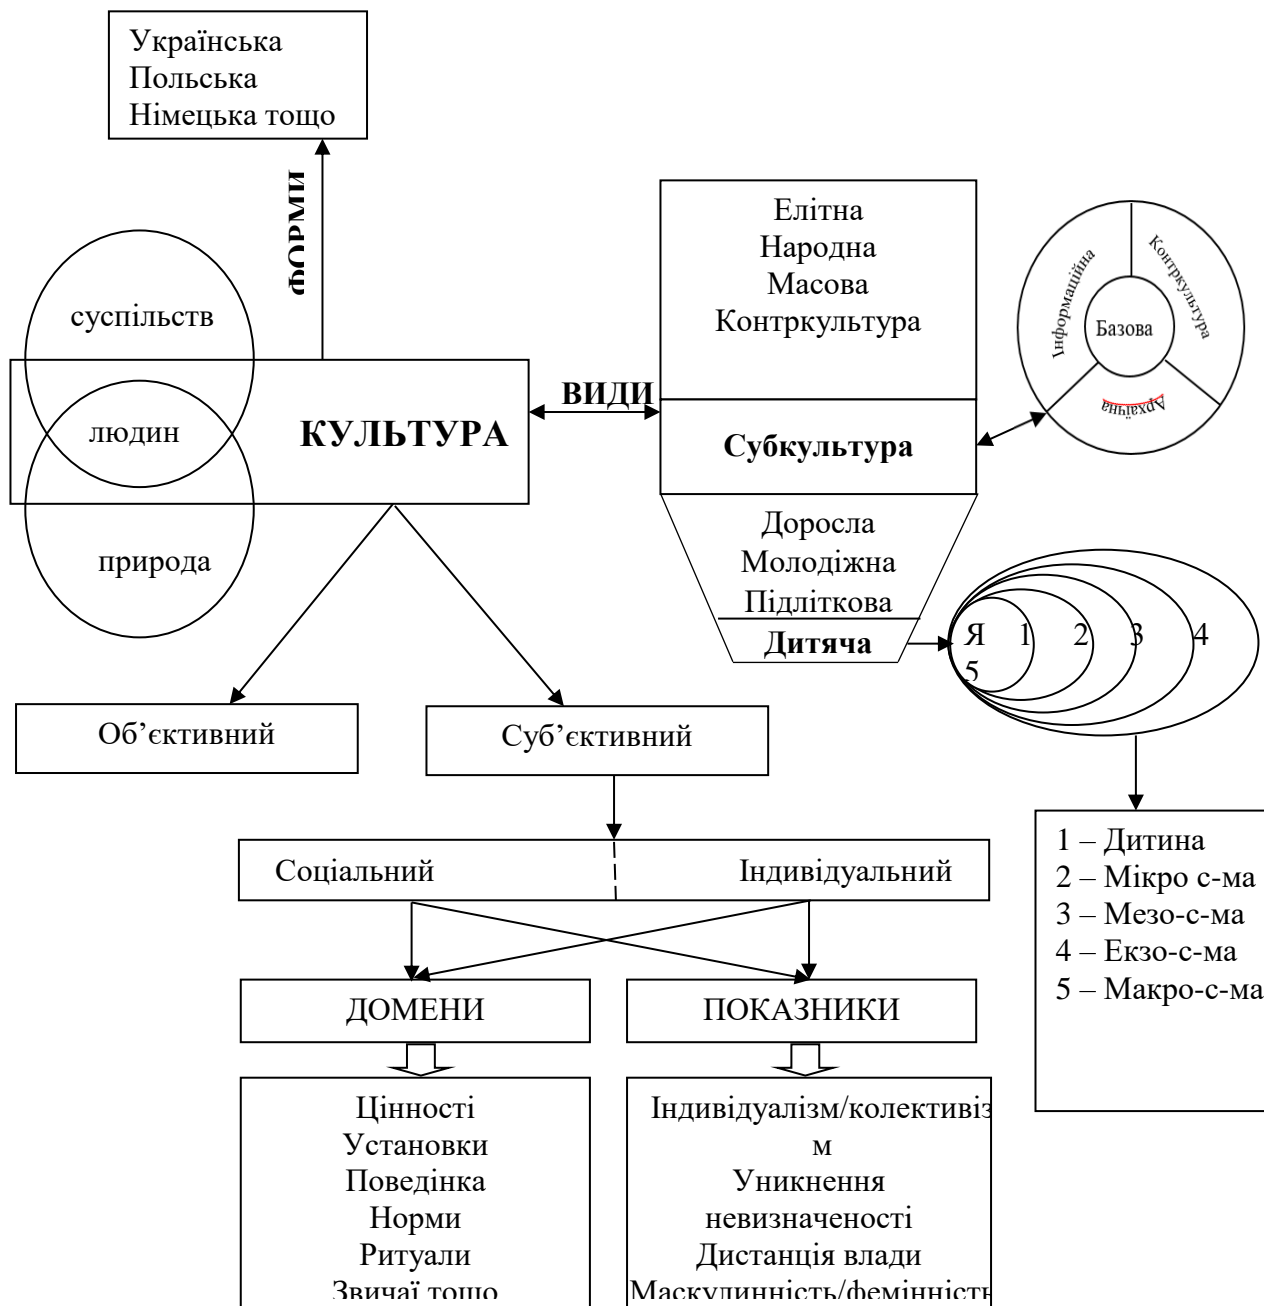 Українська
Польська
Німецька тощо
ФОРМИ
суспільств
людин
природа
КУЛЬТУРА
ВИДИ
Елітна
Народна
Масова
Контркультура
Субкультура
Доросла
Молодіжна
Підліткова
Дитяча
Інформаційна
Контркультура
Базова
Архаїчна
Я 1 2 3 4
5
Об’єктивний
Суб’єктивний
Соціальний Індивідуальний
1 – Дитина
2 – Мікро с-ма
3 – Мезо-с-ма
4 – Екзо-с-ма
5 – Макро-с-ма
ДОМЕНИ
ПОКАЗНИКИ
Цінності
Установки
Поведінка
Норми
Ритуали
Звичаї тощо
Індивідуалізм/колективіз
м
Уникнення
невизначеності
Дистанція влади
Маскулинність/фемінність